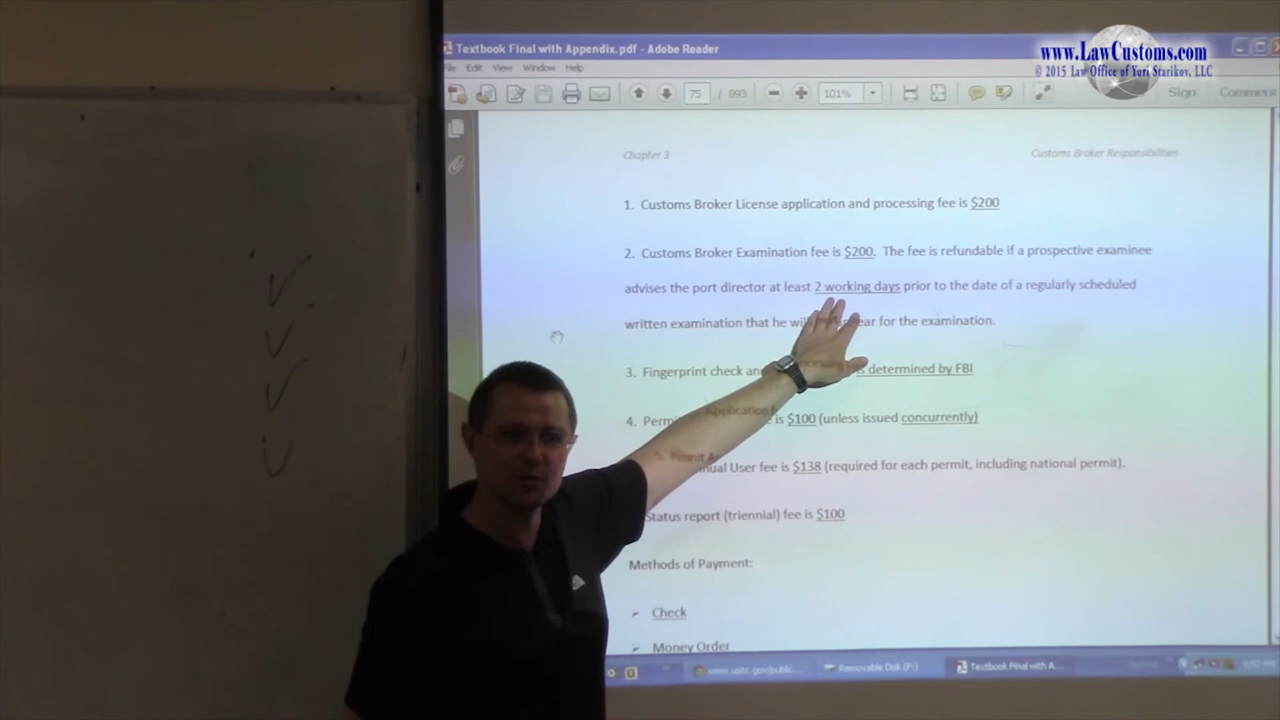 www.LawCustoms.com
© 2015 Law Office of Yuri Starikov, LLC
Textbook Final with Appendix.pdf - Adobe Reader
Edit View Window Help
75 / 893 101% Sign Comment
Chapter 3 Customs Broker Responsibilities
1. Customs Broker License application and processing fee is $200
2. Customs Broker Examination fee is $200. The fee is refundable if a prospective examinee
advises the port director at least 2 working days prior to the date of a regularly scheduled
written examination that he for the examination.
3. Fingerprint check is determined by FBI
4. application is $100 (unless issued concurrently)
5. Permit User fee is $138 (required for each permit, including national permit).
Status report (triennial) fee is $100
Methods of Payment:
➢ Check
➢ Money Order
Removable Disk (F:) Textbook Final with A...